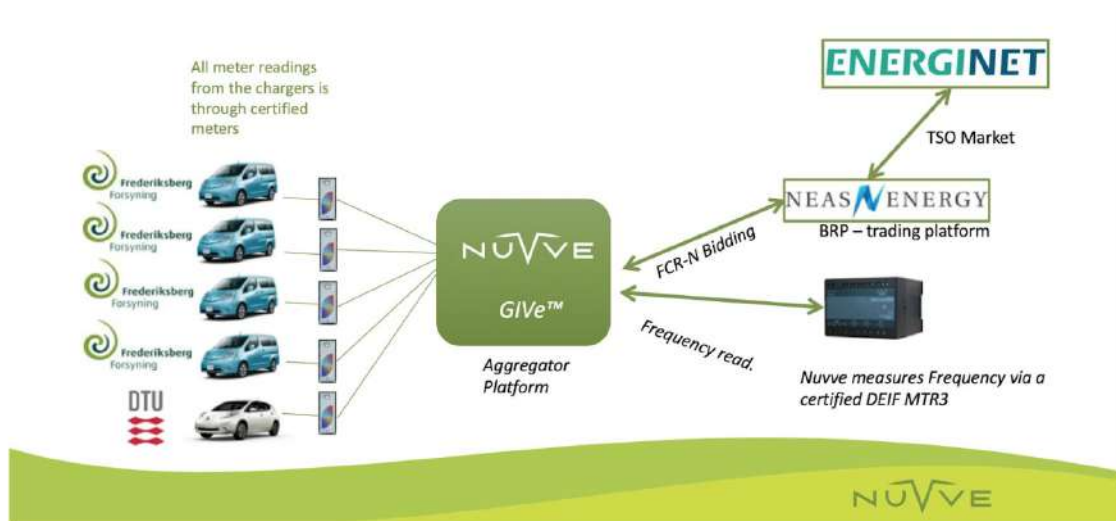 All meter readings
from the chargers is
through certified
meters
Frederiksberg
Forsyning
Frederiksberg
Forsyning
Frederiksberg
Forsyning
Frederiksberg
Forsyning
DTU
NUVVE
GIVe™
Aggregator
Platform
ENERGINET
TSO Market
NEAS ENERGY
BRP – trading platform
FCR-N Bidding
Frequency read.
Nuvve measures Frequency via a
certified DEIF MTR3
NUVVE